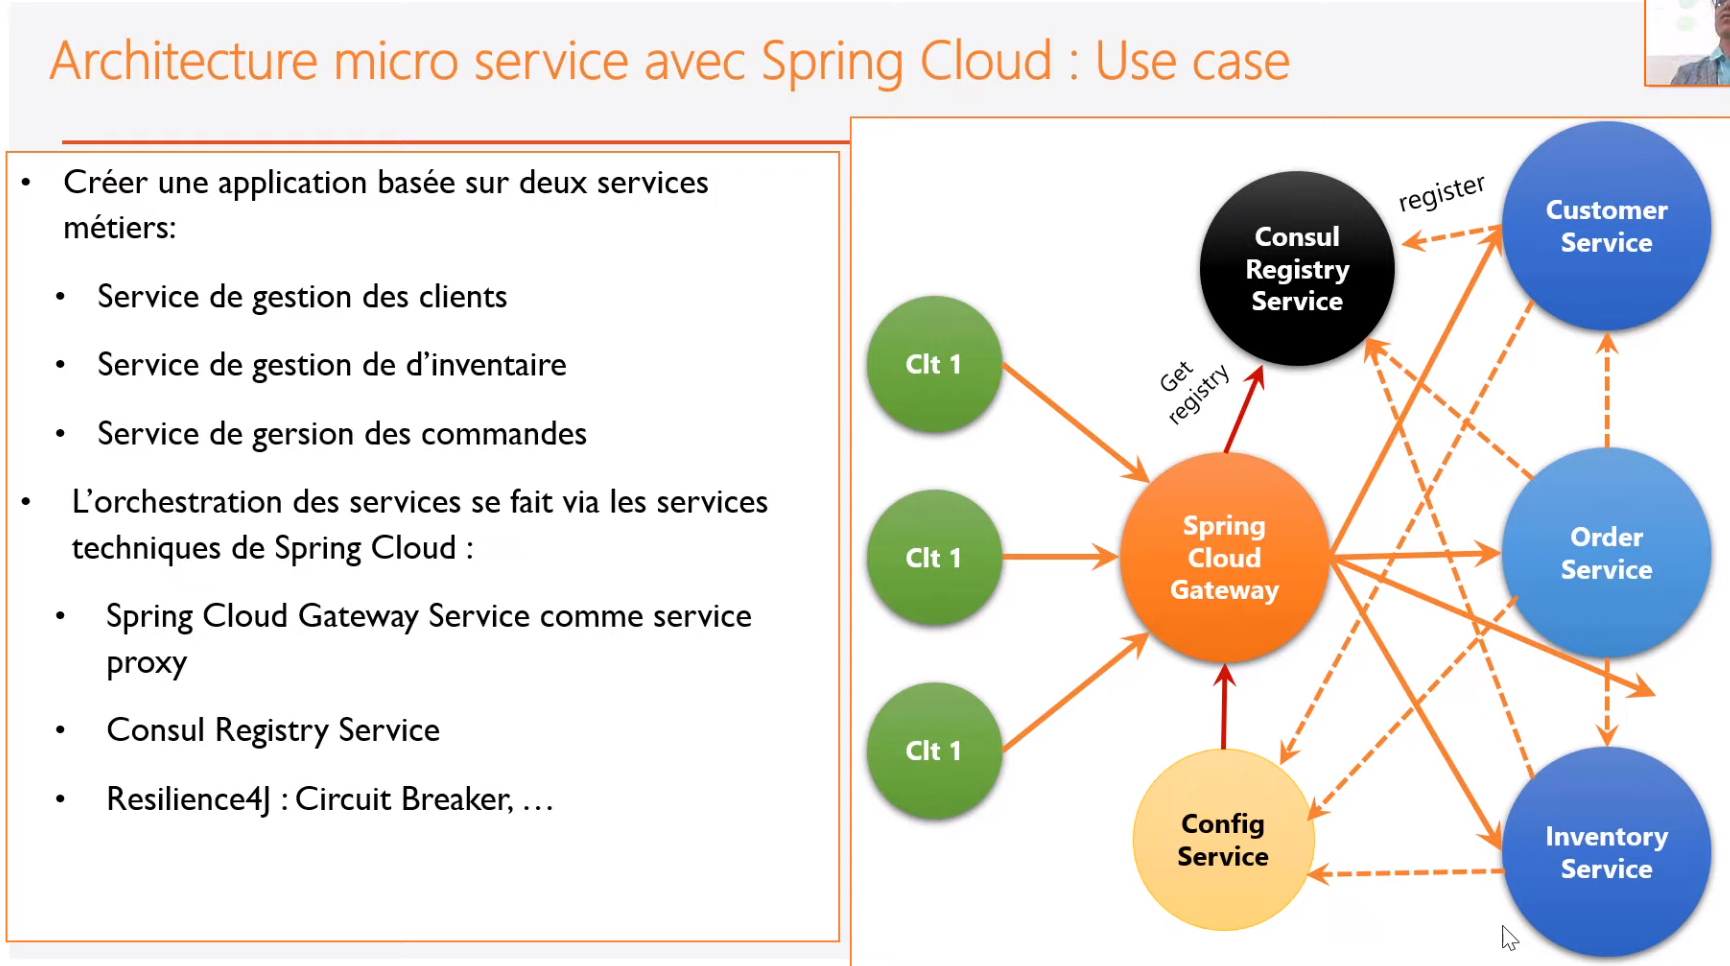 Architecture micro service avec Spring Cloud : Use case
• Créer une application basée sur deux services
métiers:
• Service de gestion des clients
• Service de gestion de d’inventaire
• Service de gersion des commandes
• L’orchestration des services se fait via les services
techniques de Spring Cloud :
• Spring Cloud Gateway Service comme service
proxy
• Consul Registry Service
• Resilience4J : Circuit Breaker, …
Clt 1
Clt 1
Clt 1
Consul
Registry
Service
Get
registry
register
Spring
Cloud
Gateway
Config
Service
Customer
Service
Order
Service
Inventory
Service